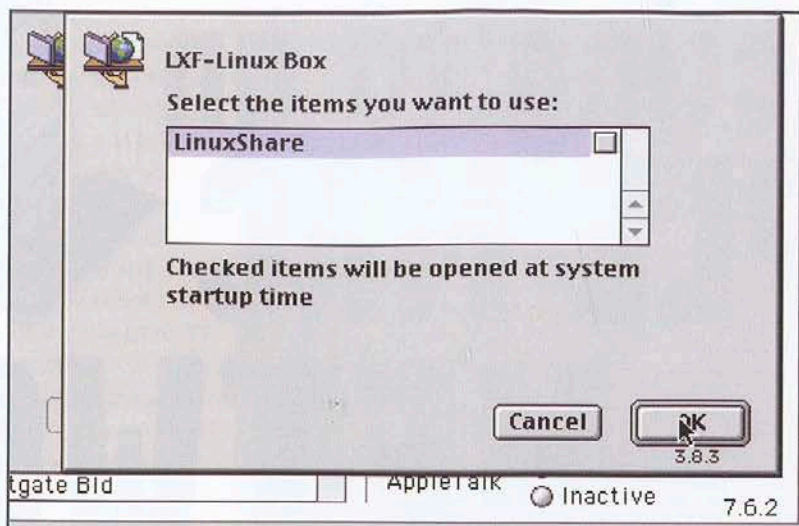 LXF-Linux Box
Select the items you want to use:
LinuxShare
Checked items will be opened at system
startup time
Cancel
OK
3.8.3
tgate Bld
AppleTalk
Inactive
7.6.2